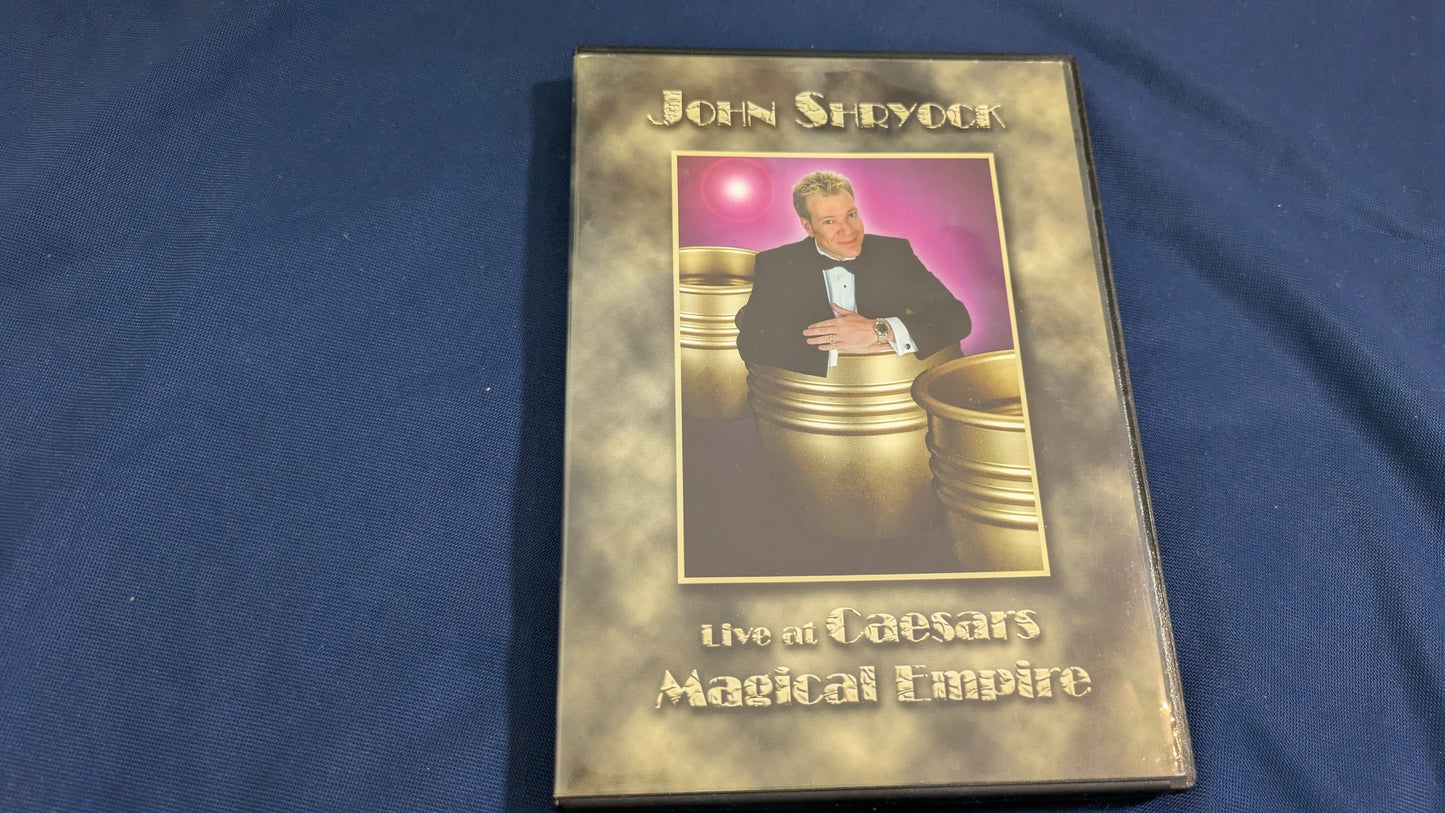 John Shryock
Live at Caesars
Magical Empire